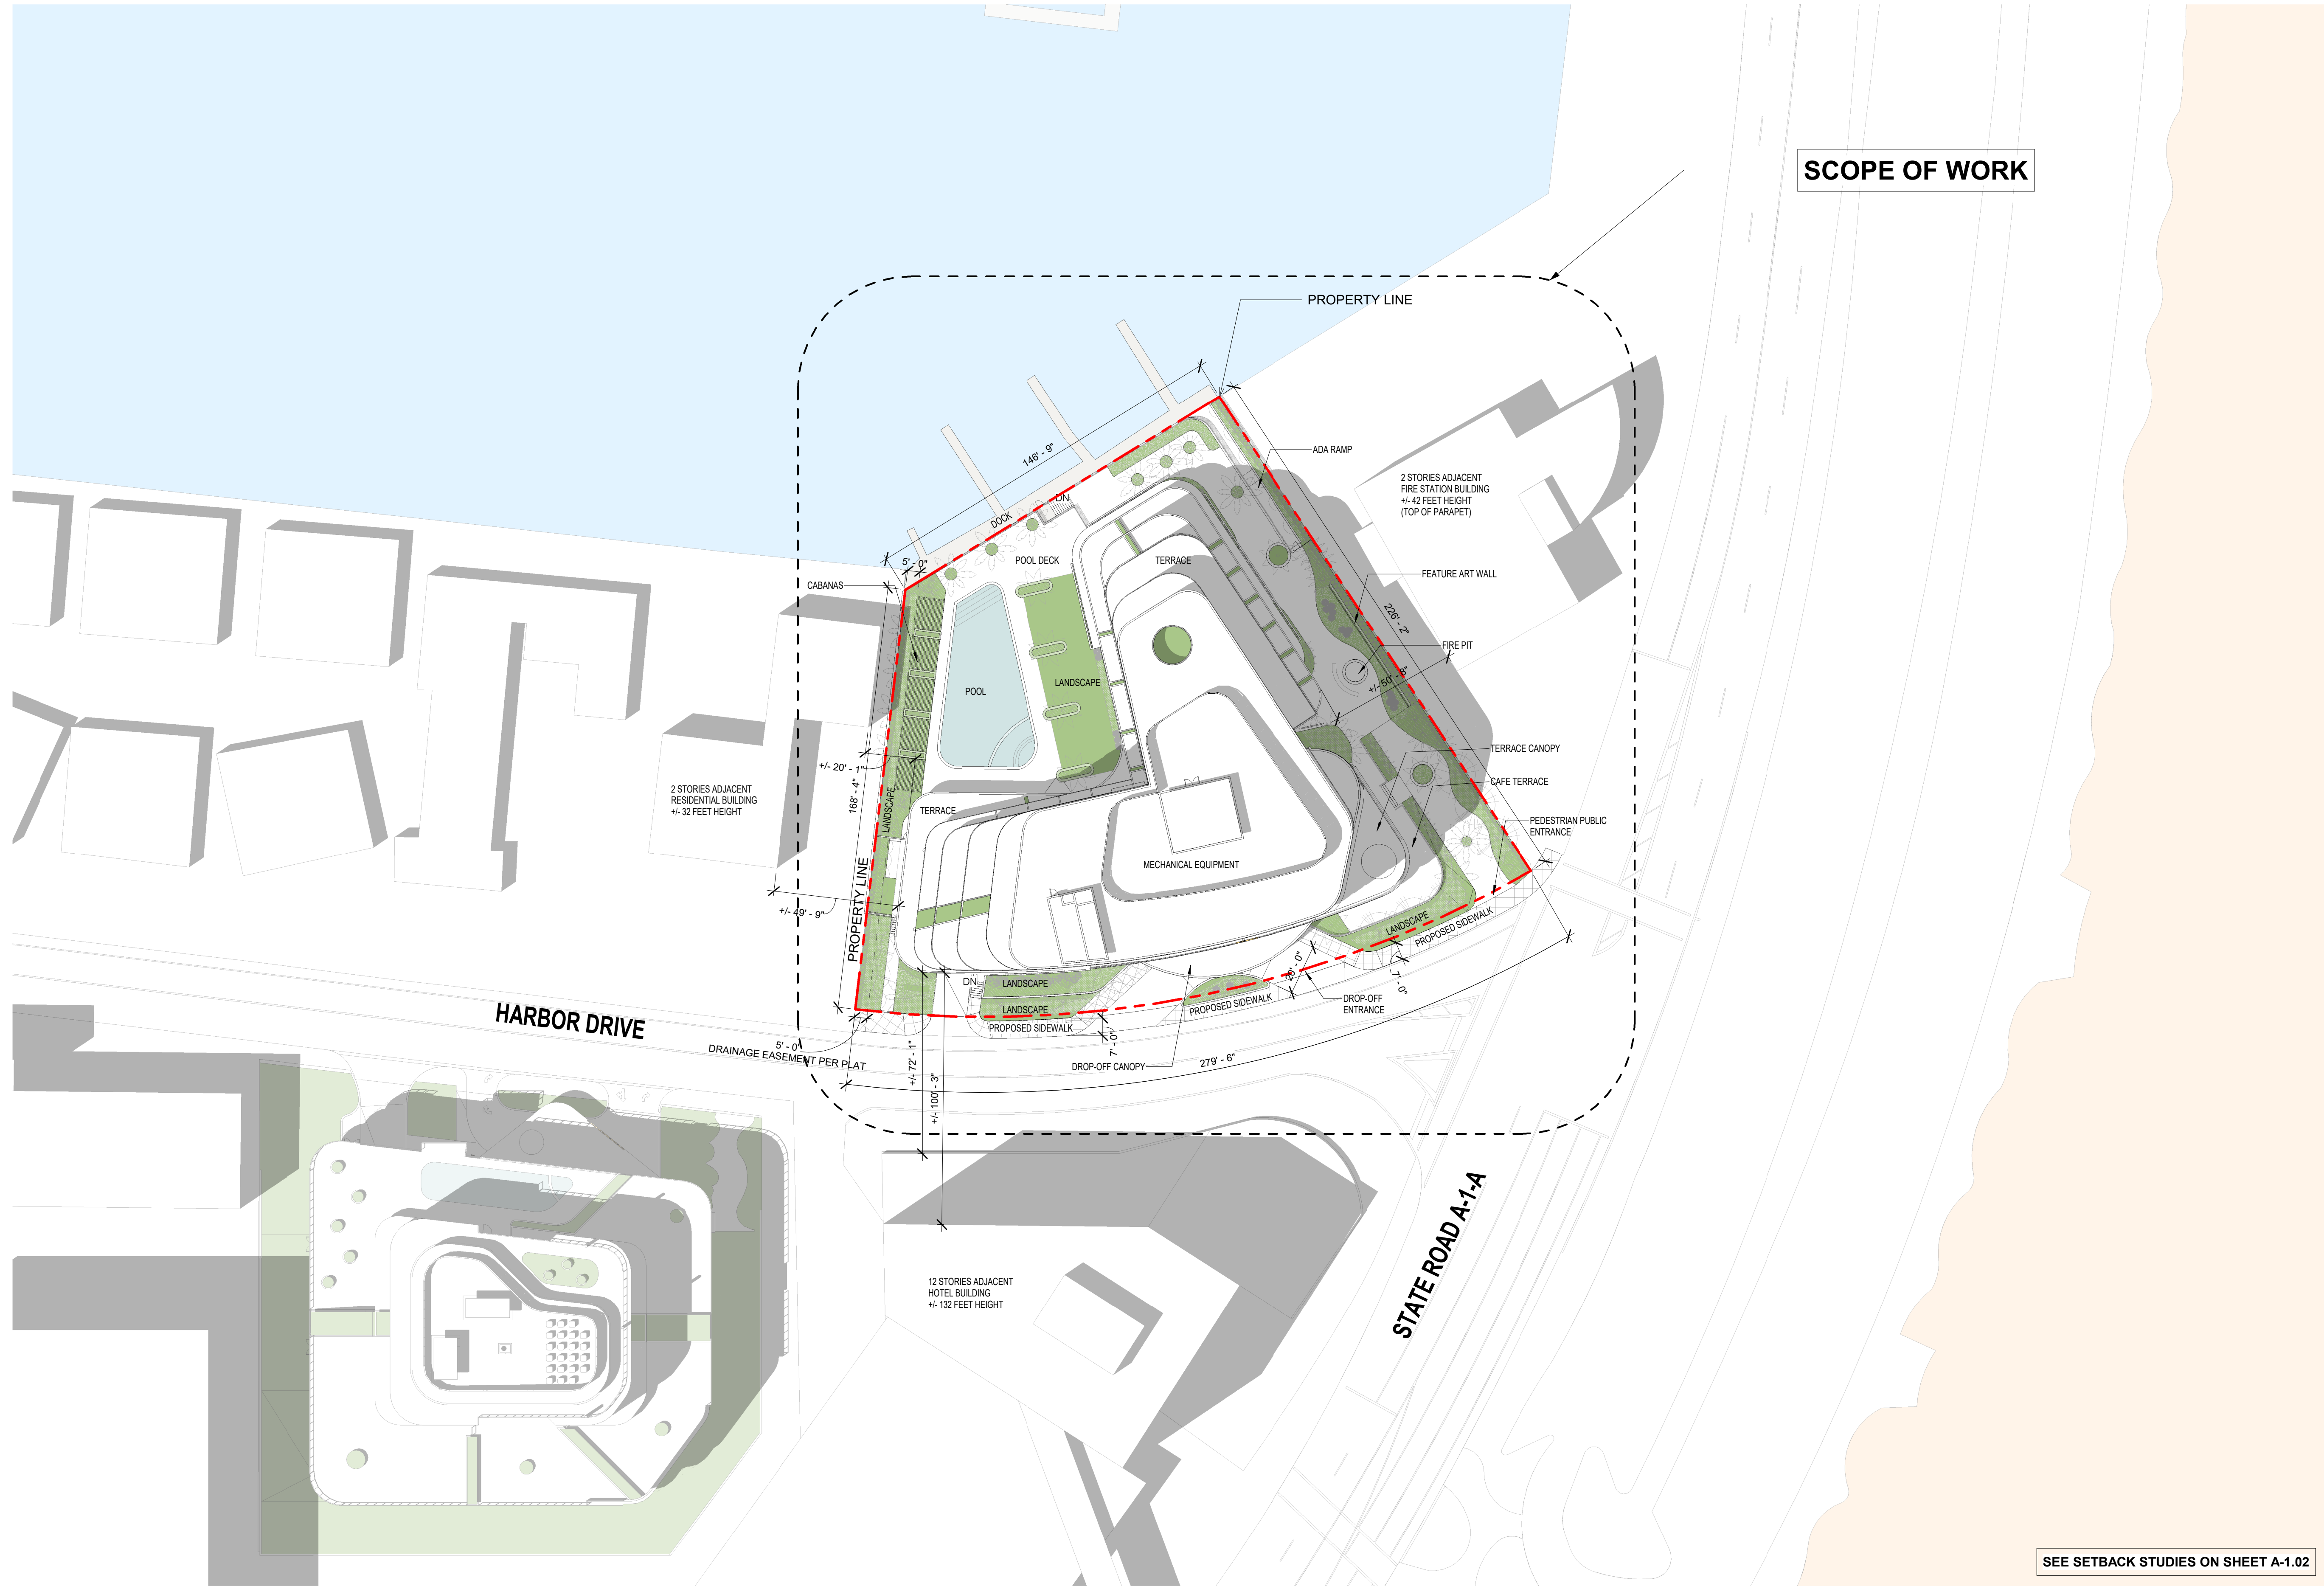 SCOPE OF WORK
PROPERTY LINE
146' - 9"
ADA RAMP
2 STORIES ADJACENT
FIRE STATION BUILDING
+/- 42 FEET HEIGHT
(TOP OF PARAPET)
DN
DOCK
POOL DECK
TERRACE
5' - 0"
CABANAS
FEATURE ART WALL
226' - 2"
FIRE PIT
+/- 50' - 8"
POOL
LANDSCAPE
TERRACE CANOPY
CAFE TERRACE
+/- 20' - 1"
168' - 4"
2 STORIES ADJACENT
RESIDENTIAL BUILDING
+/- 32 FEET HEIGHT
LANDSCAPE
TERRACE
PEDESTRIAN PUBLIC
ENTRANCE
MECHANICAL EQUIPMENT
PROPERTY LINE
+/- 49' - 9"
LANDSCAPE
PROPOSED SIDEWALK
DN
LANDSCAPE
LANDSCAPE
PROPOSED SIDEWALK
PROPOSED SIDEWALK
7' - 0"
DROP-OFF
ENTRANCE
HARBOR DRIVE
5' - 0"
DRAINAGE EASEMENT PER PLAT
7' - 0"
DROP-OFF CANOPY
279' - 6"
+/- 72' - 1"
+/- 100' - 3"
12 STORIES ADJACENT
HOTEL BUILDING
+/- 132 FEET HEIGHT
STATE ROAD A-1-A
SEE SETBACK STUDIES ON SHEET A-1.02